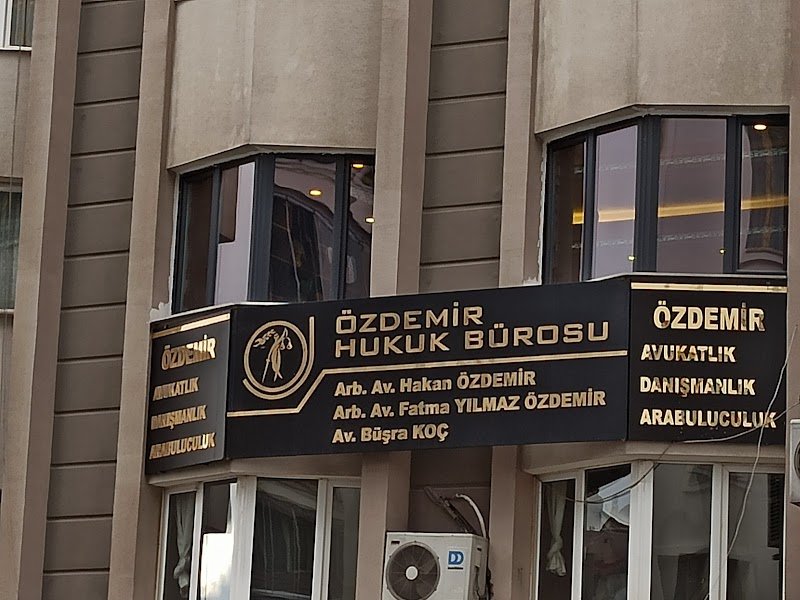 ÖZDEMİR
AVUKATLIK
DANIŞMANLIK
ARABULUCULUK
ÖZDEMİR
HUKUK BÜROSU
Arb. Av. Hakan ÖZDEMİR
Arb. Av. Fatma YILMAZ ÖZDEMİR
Av. Büşra KOÇ
ÖZDEMİR
AVUKATLIK
DANIŞMANLIK
ARABULUCULUK
D